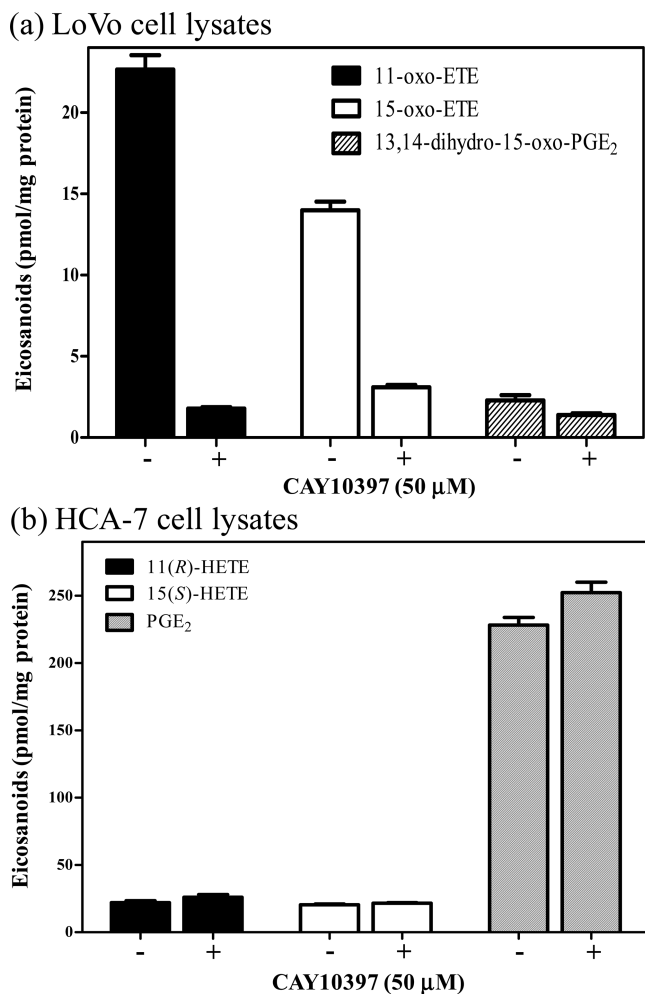 (a) LoVo cell lysates
Eicosanoids (pmol/mg protein)
20
15
10
5
0
11-oxo-ETE
15-oxo-ETE
13,14-dihydro-15-oxo-PGE₂
- + - + - +
CAY10397 (50 μM)
(b) HCA-7 cell lysates
Eicosanoids (pmol/mg protein)
250
200
150
100
50
0
11(R)-HETE
15(S)-HETE
PGE₂
- + - + - +
CAY10397 (50 μM)